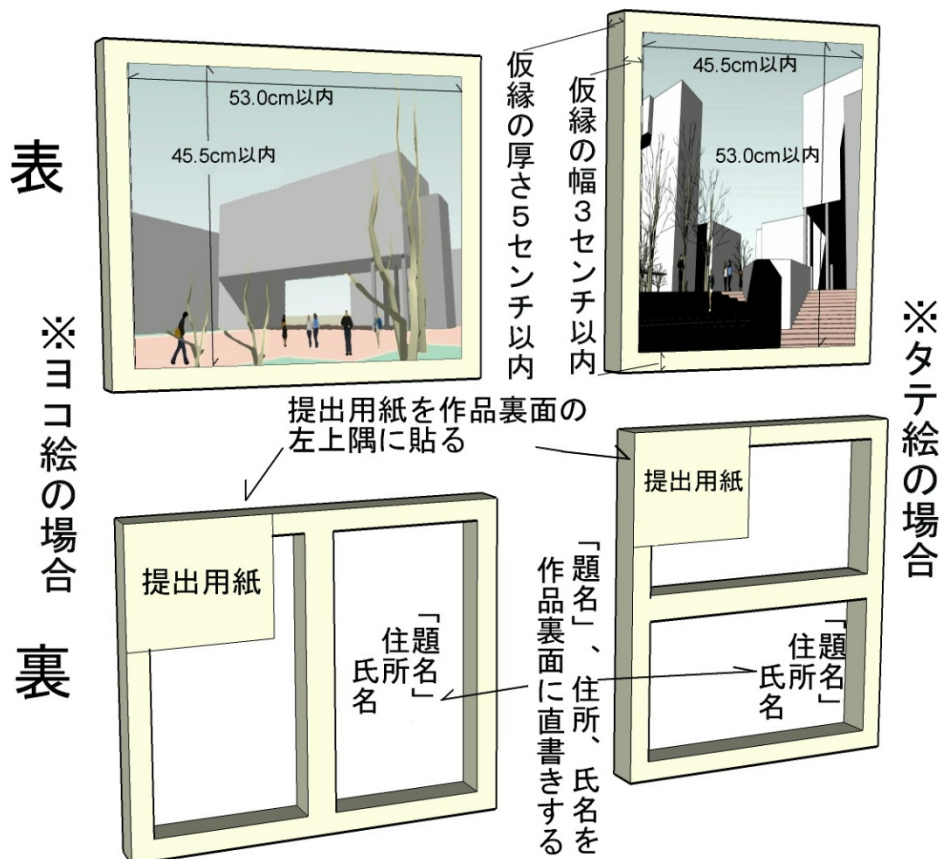 表
※ヨコ絵の場合
裏
53.0cm以内
45.5cm以内
仮縁の厚さ5センチ以内
仮縁の幅3センチ以内
45.5cm以内
53.0cm以内
※タテ絵の場合
提出用紙を作品裏面の
左上隅に貼る
提出用紙
「題名」
住所
氏名
「題名」、住所、氏名を
作品裏面に直書きする
提出用紙
「題名」
住所
氏名